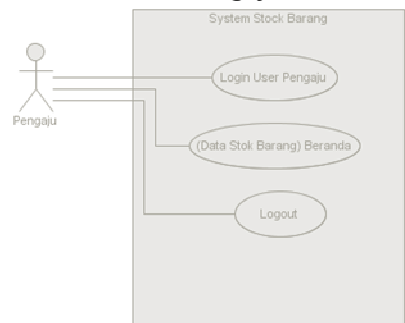 System Stock Barang
Login User Pengaju
Pengaju
(Data Stok Barang) Beranda
Logout